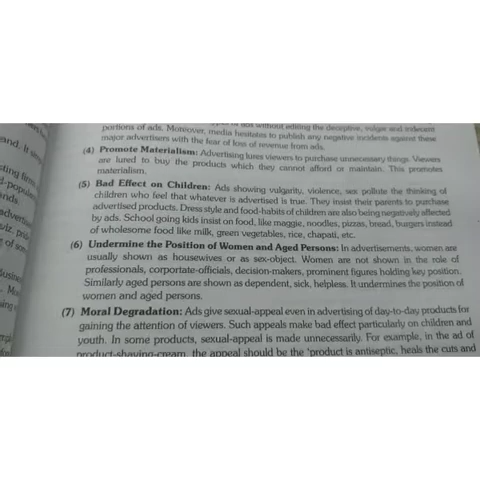 of ads without editing the deceptive, vulgar and indecent
portions of ads. Moreover, media hesitates to publish any negative incidents against these
major advertisers with the fear of loss of revenue from ads.
(4) Promote Materialism: Advertising lures viewers to purchase unnecessary things. Viewers
are lured to buy the products which they cannot afford or maintain. This promotes
materialism.
(5) Bad Effect on Children: Ads showing vulgarity, violence, sex pollute the thinking of
children who feel that whatever is advertised is true. They insist their parents to purchase
advertised products. Dress style and food-habits of children are also being negatively affected
by ads. School going kids insist on food, like maggie, noodles, pizzas, bread, burgers instead
of wholesome food like milk, green vegetables, rice, chapati, etc.
(6) Undermine the Position of Women and Aged Persons: In advertisements, women are
usually shown as housewives or as sex-object. Women are not shown in the role of
professionals, corportate-officials, decision-makers, prominent figures holding key position.
Similarly aged persons are shown as dependent, sick, helpless. It undermines the position of
women and aged persons.
(7) Moral Degradation: Ads give sexual-appeal even in advertising of day-to-day products for
gaining the attention of viewers. Such appeals make bad effect particularly on children and
youth. In some products, sexual-appeal is made unnecessarily. For example, in the ad of
product-shaving-cream, the appeal should be the 'product is antiseptic, heals the cuts and